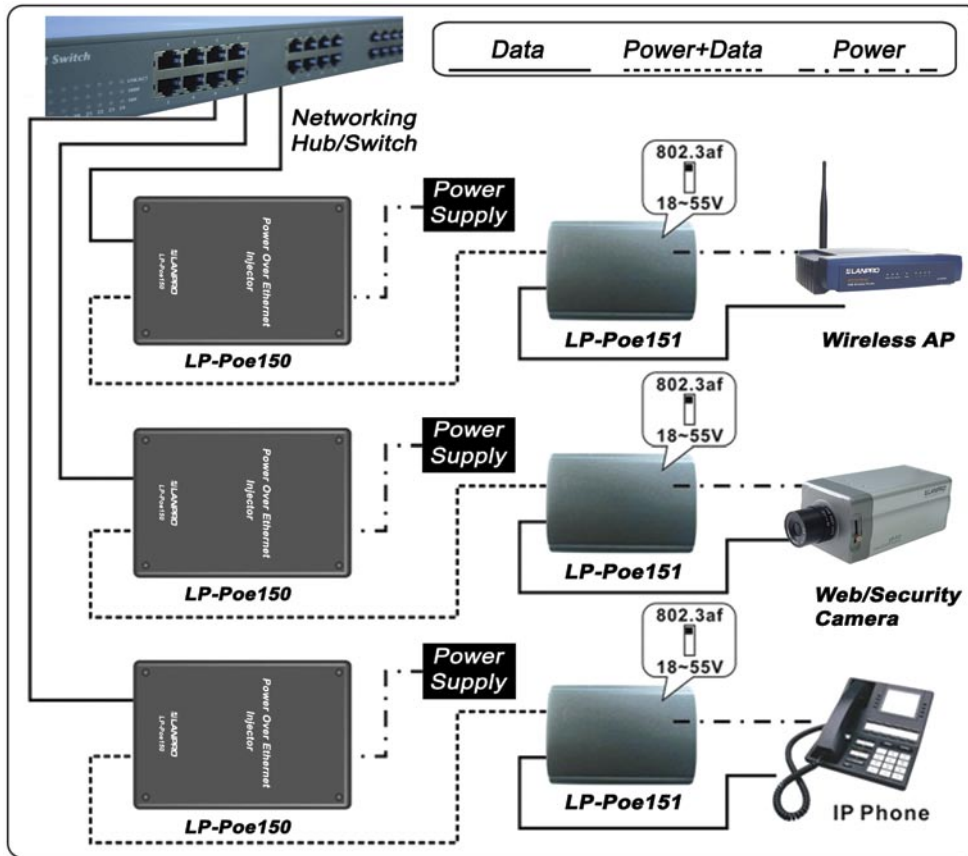 t Switch
Data
Power+Data
Power
Networking
Hub/Switch
Power
Supply
802.3af
18~55V
Power Over Ethernet
Injector
LANPRO
LP-Poe150
LP-Poe150
LP-Poe151
LANPRO
Wireless AP
Power
Supply
802.3af
18~55V
Power Over Ethernet
Injector
LANPRO
LP-Poe150
LP-Poe150
LP-Poe151
LANPRO
Web/Security
Camera
Power
Supply
802.3af
18~55V
Power Over Ethernet
Injector
LANPRO
LP-Poe150
LP-Poe150
LP-Poe151
IP Phone